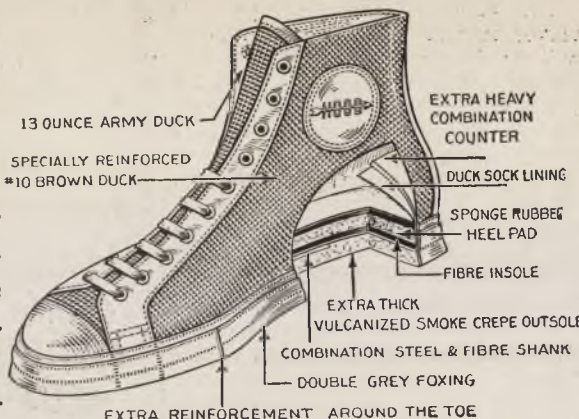 13 OUNCE ARMY DUCK
SPECIALLY REINFORCED
#10 BROWN DUCK
HOOD
EXTRA HEAVY
COMBINATION
COUNTER
DUCK SOCK LINING
SPONGE RUBBER
HEEL PAD
FIBRE INSOLE
EXTRA THICK
VULCANIZED SMOKE CREPE OUTSOLE
COMBINATION STEEL & FIBRE SHANK
DOUBLE GREY FOXING
EXTRA REINFORCEMENT AROUND THE TOE